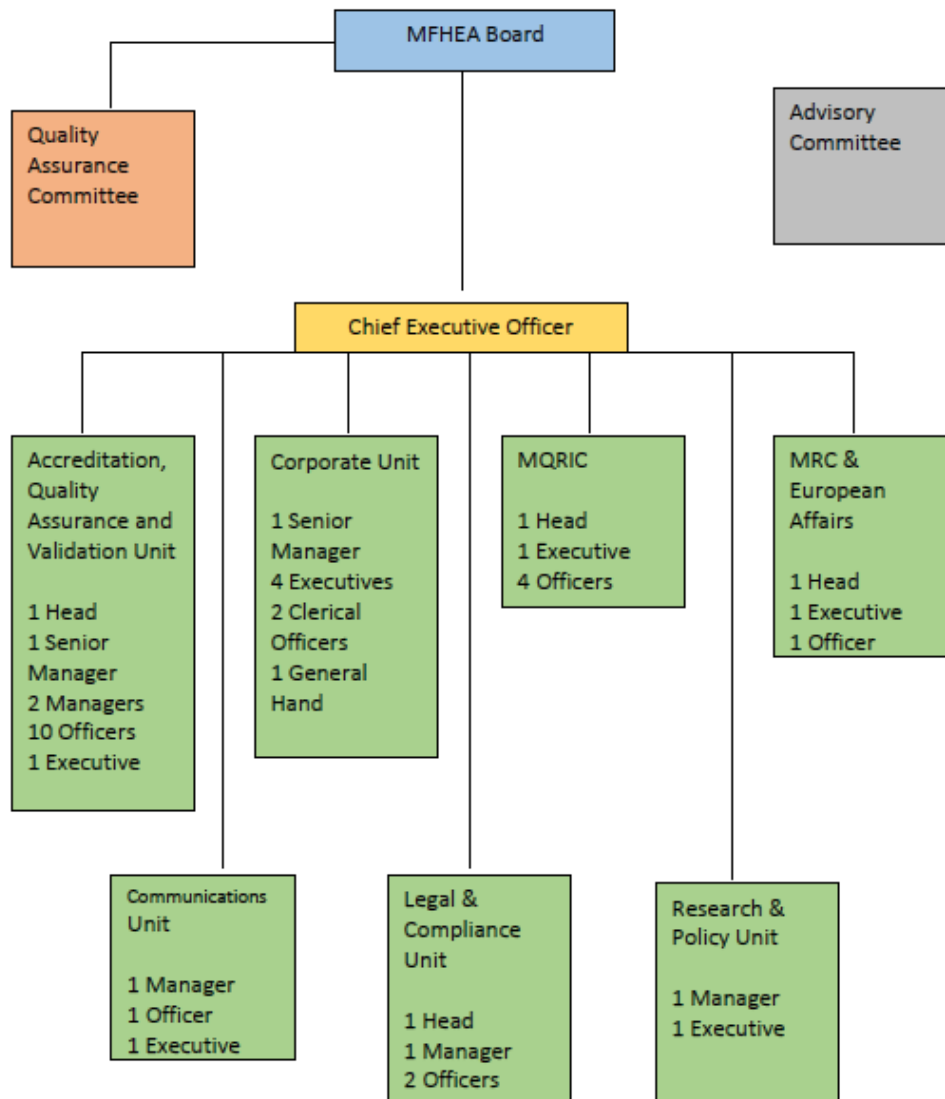 MFHEA Board
Quality
Assurance
Committee
Advisory
Committee
Chief Executive Officer
Accreditation,
Quality
Assurance and
Validation Unit
1 Head
1 Senior
Manager
2 Managers
10 Officers
1 Executive
Corporate Unit
1 Senior
Manager
4 Executives
2 Clerical
Officers
1 General
Hand
MQRIC
1 Head
1 Executive
4 Officers
MRC &
European
Affairs
1 Head
1 Executive
1 Officer
Communications
Unit
1 Manager
1 Officer
1 Executive
Legal &
Compliance
Unit
1 Head
1 Manager
2 Officers
Research &
Policy Unit
1 Manager
1 Executive